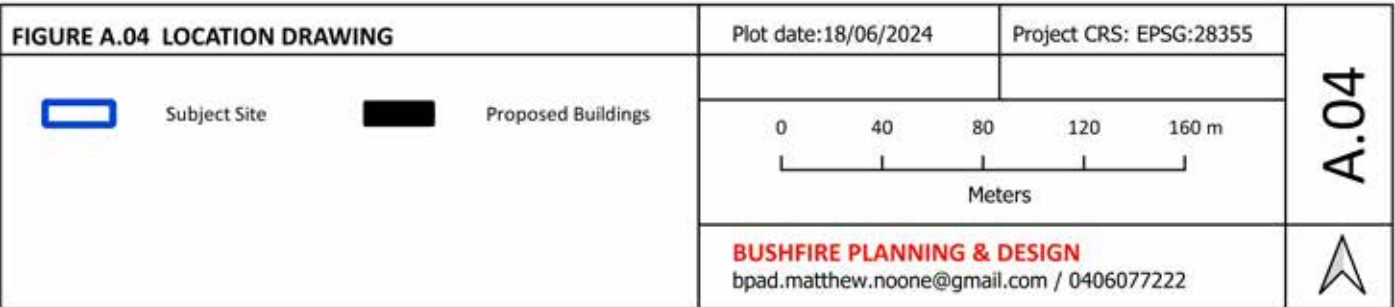 FIGURE A.04 LOCATION DRAWING
Plot date:18/06/2024
Project CRS: EPSG:28355
Subject Site
Proposed Buildings
0 40 80 120 160 m
Meters
BUSHFIRE PLANNING & DESIGN
bpad.matthew.noone@gmail.com / 0406077222
A.04